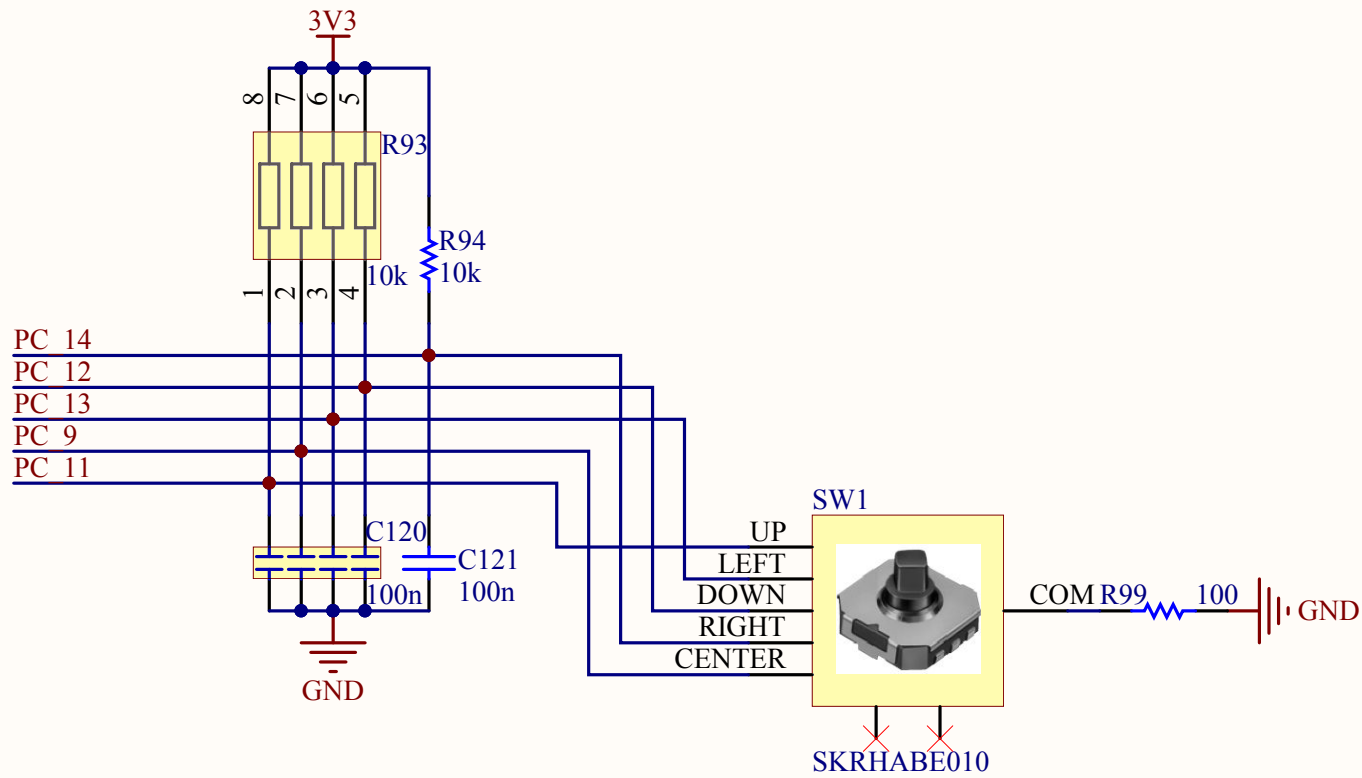 3V3
8 7 6 5
R93
R94
10k 10k
1 2 3 4
PC_14
PC_12
PC_13
PC_9
PC_11
SW1
C120
UP
C121
LEFT
100n 100n
DOWN
COM R99 100 GND
RIGHT
CENTER
GND
SKRHABE010